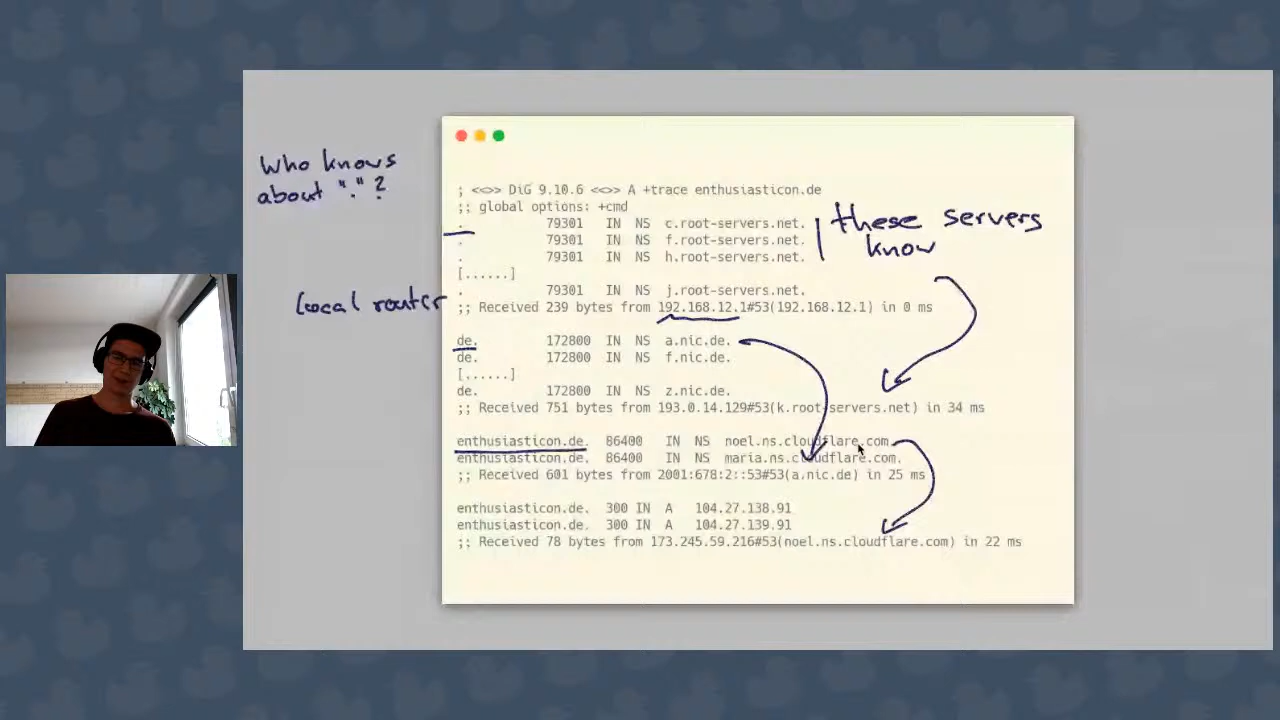 Who knows
about "."?
; <<>> DiG 9.10.6 <<>> A +trace enthusiasticon.de
;; global options: +cmd
. 79301 IN NS c.root-servers.net.
. 79301 IN NS f.root-servers.net.
. 79301 IN NS h.root-servers.net.
[......]
. 79301 IN NS j.root-servers.net.
;; Received 239 bytes from 192.168.12.1#53(192.168.12.1) in 0 ms
these servers
know
local router
de. 172800 IN NS a.nic.de.
de. 172800 IN NS f.nic.de.
[......]
de. 172800 IN NS z.nic.de.
;; Received 751 bytes from 193.0.14.129#53(k.root-servers.net) in 34 ms
enthusiasticon.de. 86400 IN NS noel.ns.cloudflare.com.
enthusiasticon.de. 86400 IN NS maria.ns.cloudflare.com.
;; Received 601 bytes from 2001:678:2::53#53(a.nic.de) in 25 ms
enthusiasticon.de. 300 IN A 104.27.138.91
enthusiasticon.de. 300 IN A 104.27.139.91
;; Received 78 bytes from 173.245.59.216#53(noel.ns.cloudflare.com) in 22 ms